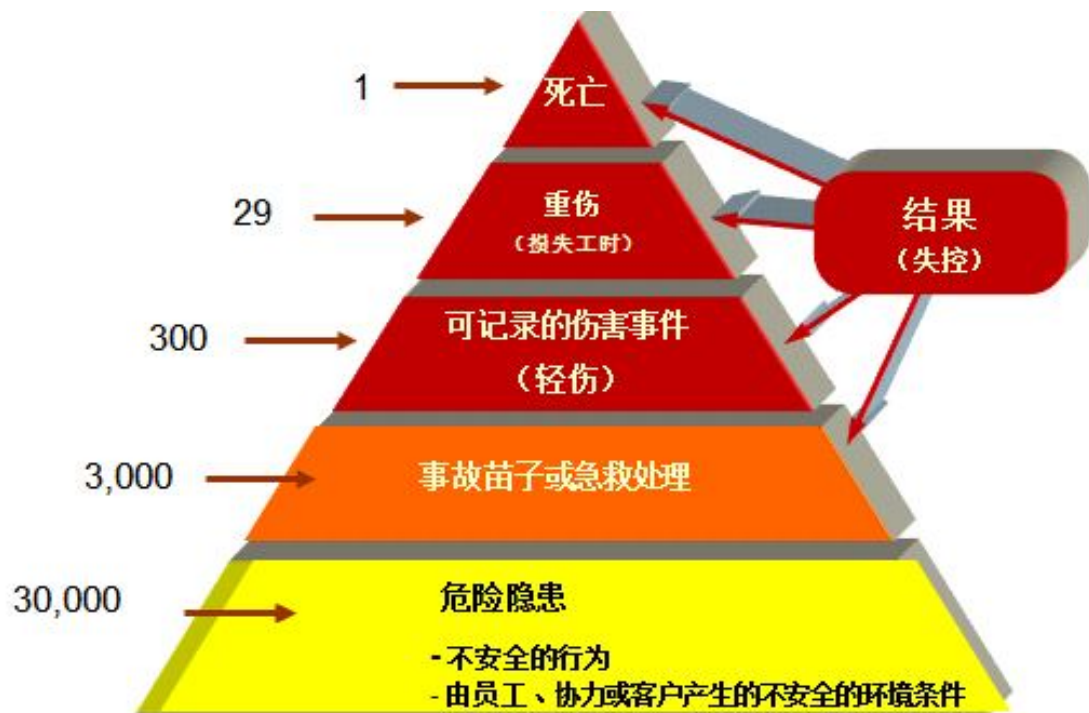 1
死亡
29
重伤
（损失工时）
结果
（失控）
300
可记录的伤害事件
（轻伤）
3,000
事故苗子或急救处理
30,000
危险隐患
- 不安全的行为
- 由员工、协力或客户产生的不安全的环境条件